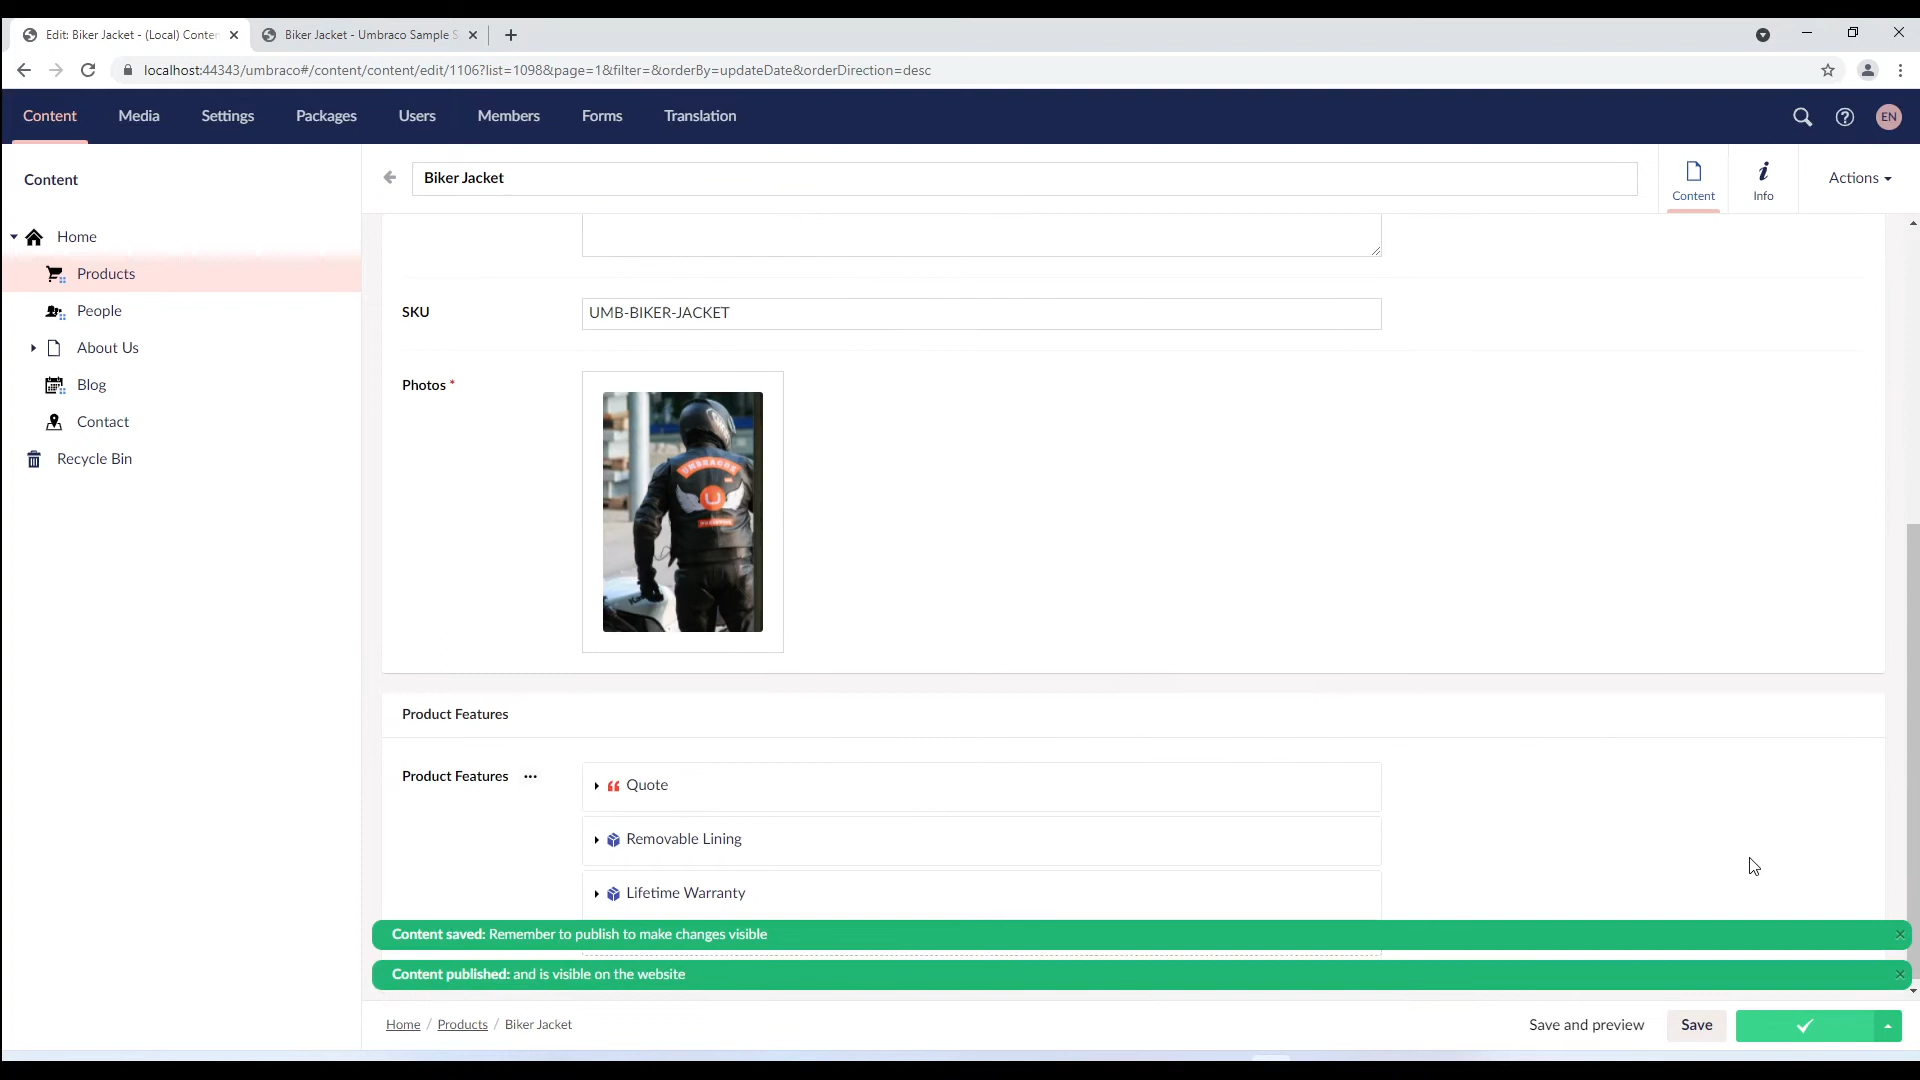 Edit: Biker Jacket - (Local) Conten
Biker Jacket - Umbraco Sample S
localhost:44343/umbraco#/content/content/edit/1106?list=1098&page=1&filter=&orderBy=updateDate&orderDirection=desc
Content Media Settings Packages Users Members Forms Translation
EN
Content
Home
Products
People
About Us
Blog
Contact
Recycle Bin
Biker Jacket
Content
Info
Actions
SKU
UMB-BIKER-JACKET
Photos *
UMBRACOS
Product Features
Product Features
Quote
Removable Lining
Lifetime Warranty
Content saved: Remember to publish to make changes visible
Content published: and is visible on the website
Home / Products / Biker Jacket
Save and preview
Save